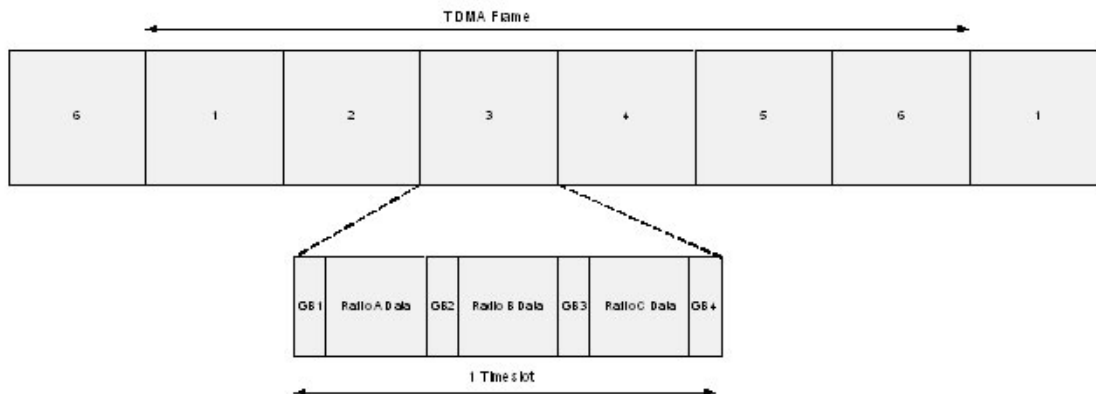 TDMA Frame
6 1 2 3 4 5 6 1
GB1 Radio A Data GB2 Radio B Data GB3 Radio C Data GB4
1 Timeslot